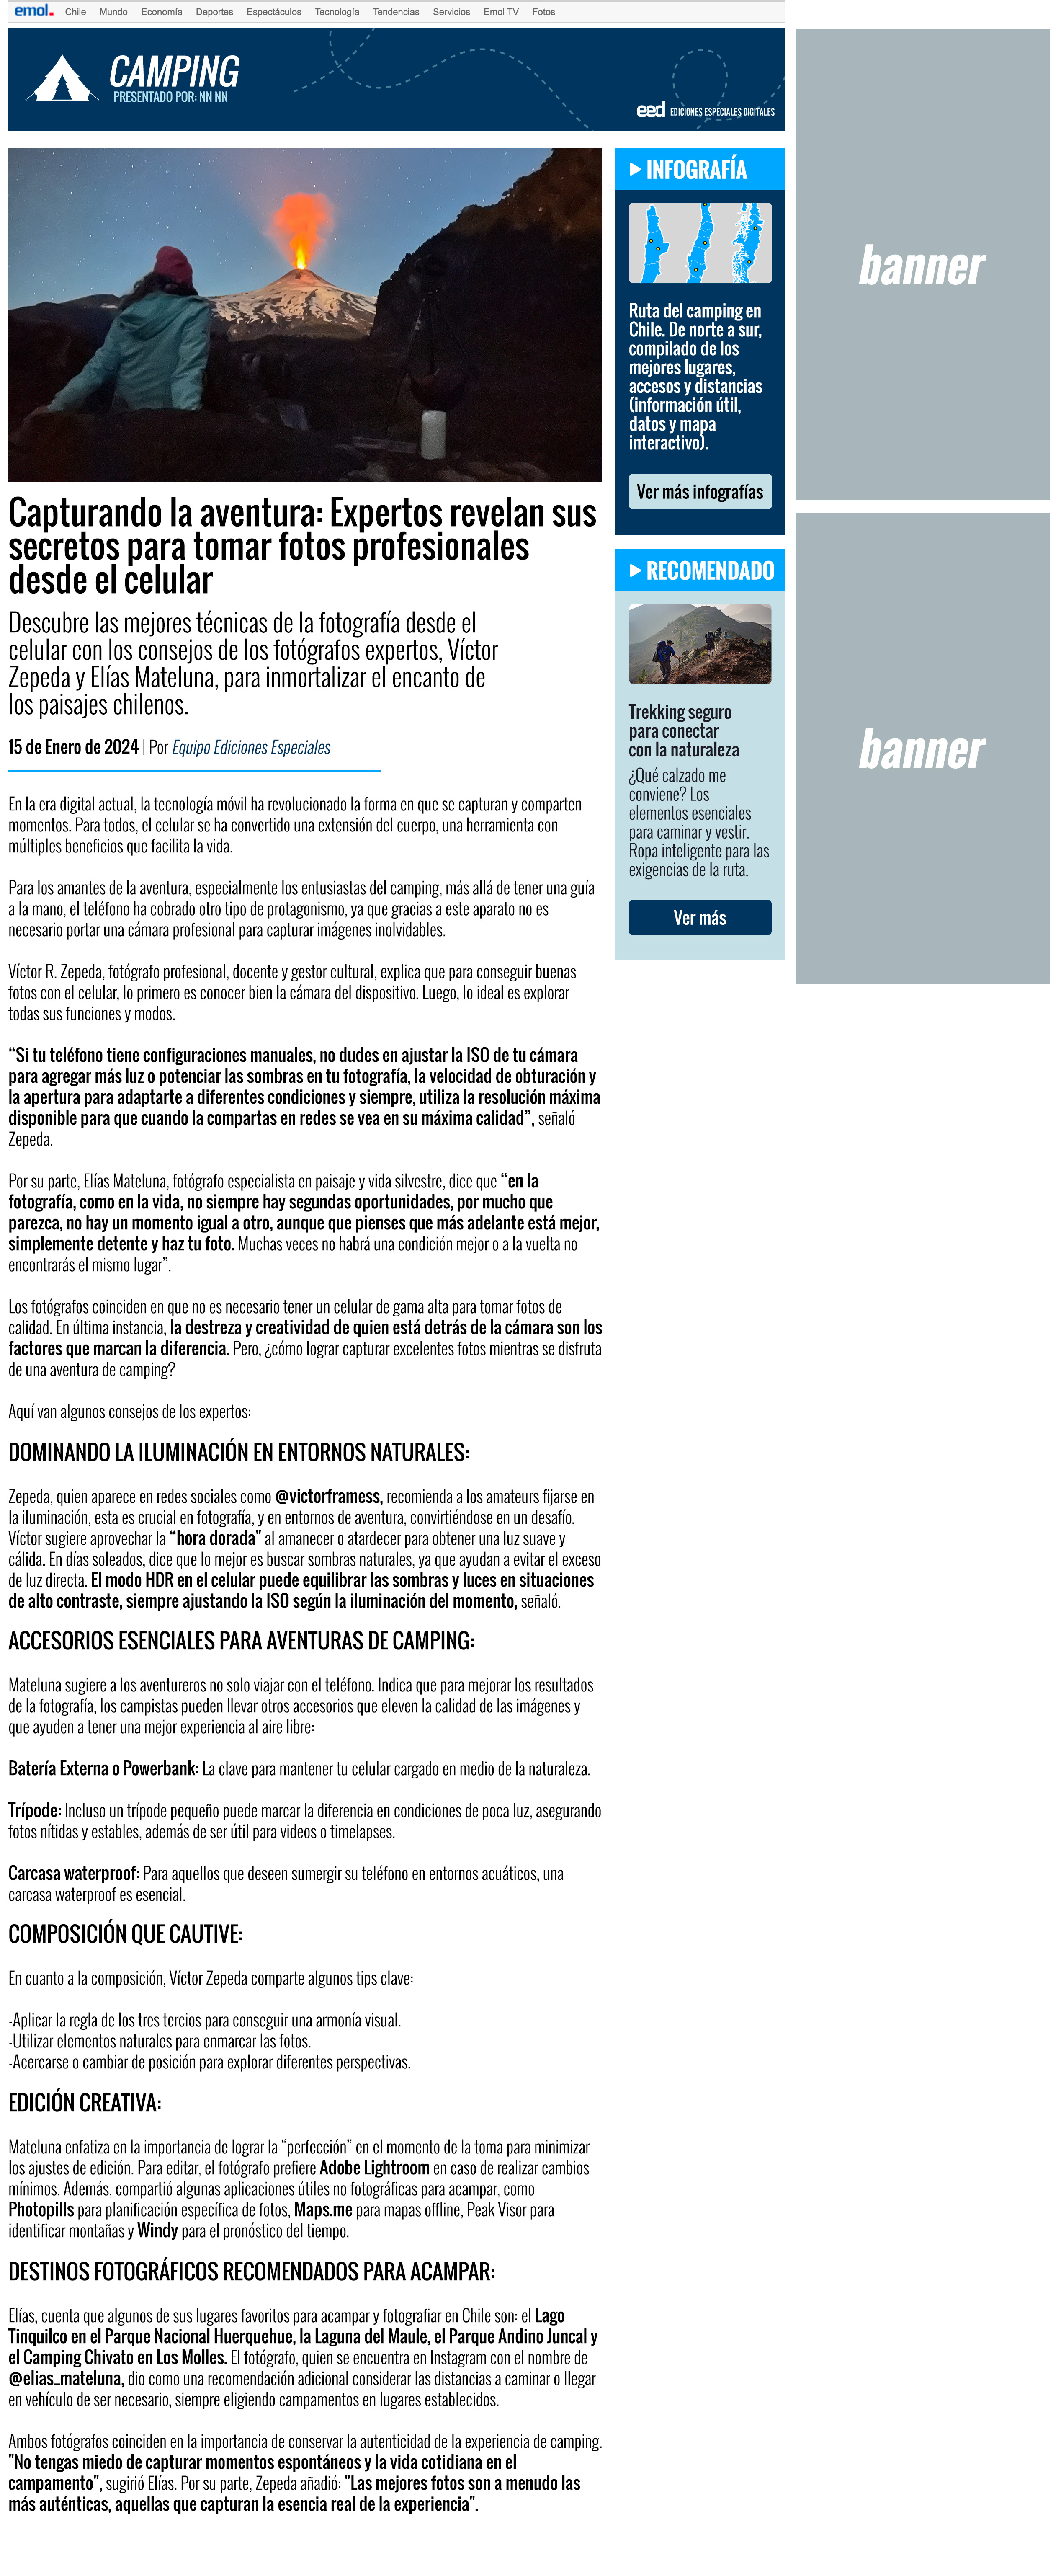 emol.
Chile Mundo Economía Deportes Espectáculos Tecnología Tendencias Servicios Emol TV Fotos
CAMPING
PRESENTADO POR: NN NN
eed EDICIONES ESPECIALES DIGITALES
Capturando la aventura: Expertos revelan sus
secretos para tomar fotos profesionales
desde el celular
Descubre las mejores técnicas de la fotografía desde el
celular con los consejos de los fotógrafos expertos, Víctor
Zepeda y Elías Mateluna, para inmortalizar el encanto de
los paisajes chilenos.
15 de Enero de 2024 | Por Equipo Ediciones Especiales
En la era digital actual, la tecnología móvil ha revolucionado la forma en que se capturan y comparten
momentos. Para todos, el celular se ha convertido una extensión del cuerpo, una herramienta con
múltiples beneficios que facilita la vida.
Para los amantes de la aventura, especialmente los entusiastas del camping, más allá de tener una guía
a la mano, el teléfono ha cobrado otro tipo de protagonismo, ya que gracias a este aparato no es
necesario portar una cámara profesional para capturar imágenes inolvidables.
Víctor R. Zepeda, fotógrafo profesional, docente y gestor cultural, explica que para conseguir buenas
fotos con el celular, lo primero es conocer bien la cámara del dispositivo. Luego, lo ideal es explorar
todas sus funciones y modos.
“Si tu teléfono tiene configuraciones manuales, no dudes en ajustar la ISO de tu cámara
para agregar más luz o potenciar las sombras en tu fotografía, la velocidad de obturación y
la apertura para adaptarte a diferentes condiciones y siempre, utiliza la resolución máxima
disponible para que cuando la compartas en redes se vea en su máxima calidad”, señaló
Zepeda.
Por su parte, Elías Mateluna, fotógrafo especialista en paisaje y vida silvestre, dice que “en la
fotografía, como en la vida, no siempre hay segundas oportunidades, por mucho que
parezca, no hay un momento igual a otro, aunque que pienses que más adelante está mejor,
simplemente detente y haz tu foto. Muchas veces no habrá una condición mejor o a la vuelta no
encontrarás el mismo lugar”.
Los fotógrafos coinciden en que no es necesario tener un celular de gama alta para tomar fotos de
calidad. En última instancia, la destreza y creatividad de quien está detrás de la cámara son los
factores que marcan la diferencia. Pero, ¿cómo lograr capturar excelentes fotos mientras se disfruta
de una aventura de camping?
Aquí van algunos consejos de los expertos:
DOMINANDO LA ILUMINACIÓN EN ENTORNOS NATURALES:
Zepeda, quien aparece en redes sociales como @victorframess, recomienda a los amateurs fijarse en
la iluminación, esta es crucial en fotografía, y en entornos de aventura, convirtiéndose en un desafío.
Víctor sugiere aprovechar la “hora dorada" al amanecer o atardecer para obtener una luz suave y
cálida. En días soleados, dice que lo mejor es buscar sombras naturales, ya que ayudan a evitar el exceso
de luz directa. El modo HDR en el celular puede equilibrar las sombras y luces en situaciones
de alto contraste, siempre ajustando la ISO según la iluminación del momento, señaló.
ACCESORIOS ESENCIALES PARA AVENTURAS DE CAMPING:
Mateluna sugiere a los aventureros no solo viajar con el teléfono. Indica que para mejorar los resultados
de la fotografía, los campistas pueden llevar otros accesorios que eleven la calidad de las imágenes y
que ayuden a tener una mejor experiencia al aire libre:
Batería Externa o Powerbank: La clave para mantener tu celular cargado en medio de la naturaleza.
Trípode: Incluso un trípode pequeño puede marcar la diferencia en condiciones de poca luz, asegurando
fotos nítidas y estables, además de ser útil para videos o timelapses.
Carcasa waterproof: Para aquellos que deseen sumergir su teléfono en entornos acuáticos, una
carcasa waterproof es esencial.
COMPOSICIÓN QUE CAUTIVE:
En cuanto a la composición, Víctor Zepeda comparte algunos tips clave:
-Aplicar la regla de los tres tercios para conseguir una armonía visual.
-Utilizar elementos naturales para enmarcar las fotos.
-Acercarse o cambiar de posición para explorar diferentes perspectivas.
EDICIÓN CREATIVA:
Mateluna enfatiza en la importancia de lograr la “perfección” en el momento de la toma para minimizar
los ajustes de edición. Para editar, el fotógrafo prefiere Adobe Lightroom en caso de realizar cambios
mínimos. Además, compartió algunas aplicaciones útiles no fotográficas para acampar, como
Photopills para planificación específica de fotos, Maps.me para mapas offline, Peak Visor para
identificar montañas y Windy para el pronóstico del tiempo.
DESTINOS FOTOGRÁFICOS RECOMENDADOS PARA ACAMPAR:
Elías, cuenta que algunos de sus lugares favoritos para acampar y fotografiar en Chile son: el Lago
Tinquilco en el Parque Nacional Huerquehue, la Laguna del Maule, el Parque Andino Juncal y
el Camping Chivato en Los Molles. El fotógrafo, quien se encuentra en Instagram con el nombre de
@elias_mateluna, dio como una recomendación adicional considerar las distancias a caminar o llegar
en vehículo de ser necesario, siempre eligiendo campamentos en lugares establecidos.
Ambos fotógrafos coinciden en la importancia de conservar la autenticidad de la experiencia de camping.
"No tengas miedo de capturar momentos espontáneos y la vida cotidiana en el
campamento", sugirió Elías. Por su parte, Zepeda añadió: "Las mejores fotos son a menudo las
más auténticas, aquellas que capturan la esencia real de la experiencia".
INFOGRAFÍA
Ruta del camping en
Chile. De norte a sur,
compilado de los
mejores lugares,
accesos y distancias
(información útil,
datos y mapa
interactivo).
Ver más infografías
RECOMENDADO
Trekking seguro
para conectar
con la naturaleza
¿Qué calzado me
conviene? Los
elementos esenciales
para caminar y vestir.
Ropa inteligente para las
exigencias de la ruta.
Ver más
banner
banner